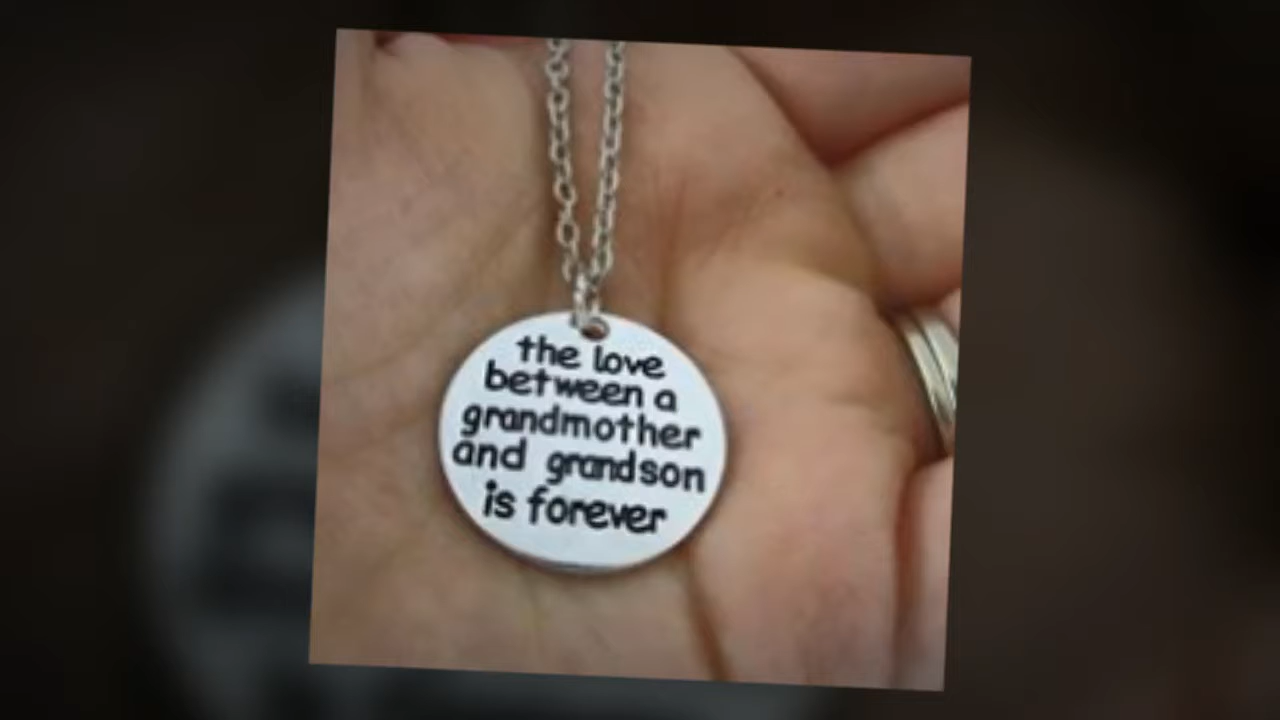 the love
between a
grandmother
and grandson
is forever